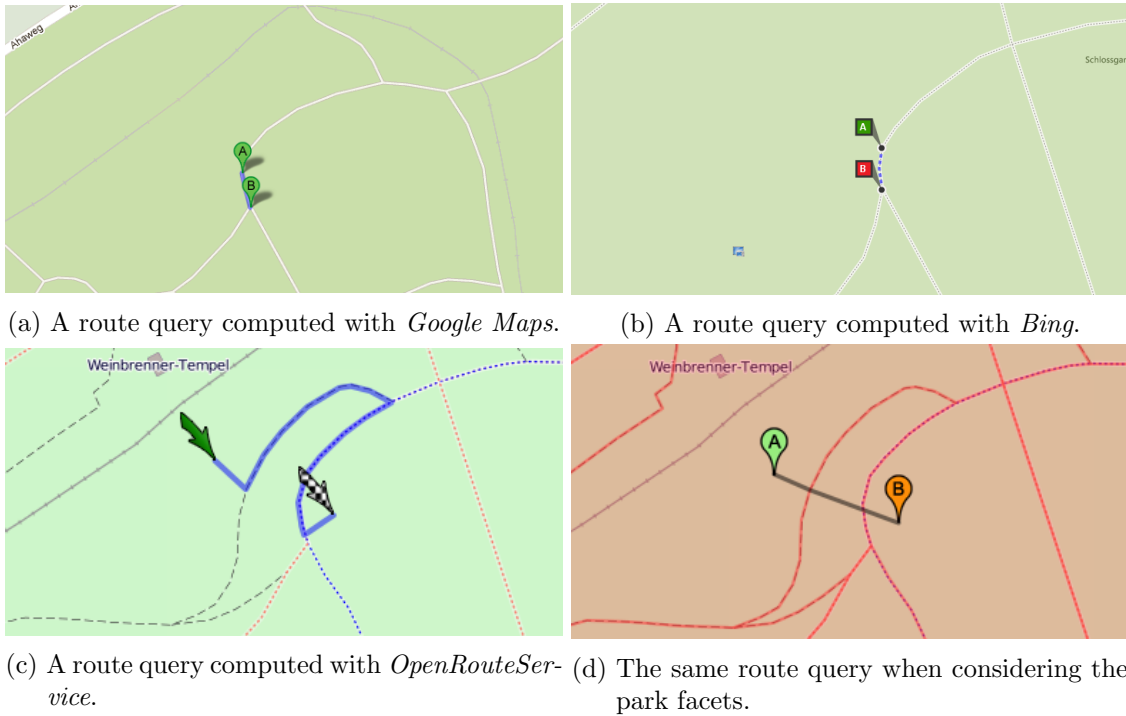 Ahaweg
A
B
(a) A route query computed with Google Maps.
Schlossgar
A
B
(b) A route query computed with Bing.
Weinbrenner-Tempel
(c) A route query computed with OpenRouteSer-
vice.
Weinbrenner-Tempel
A
B
(d) The same route query when considering the
park facets.